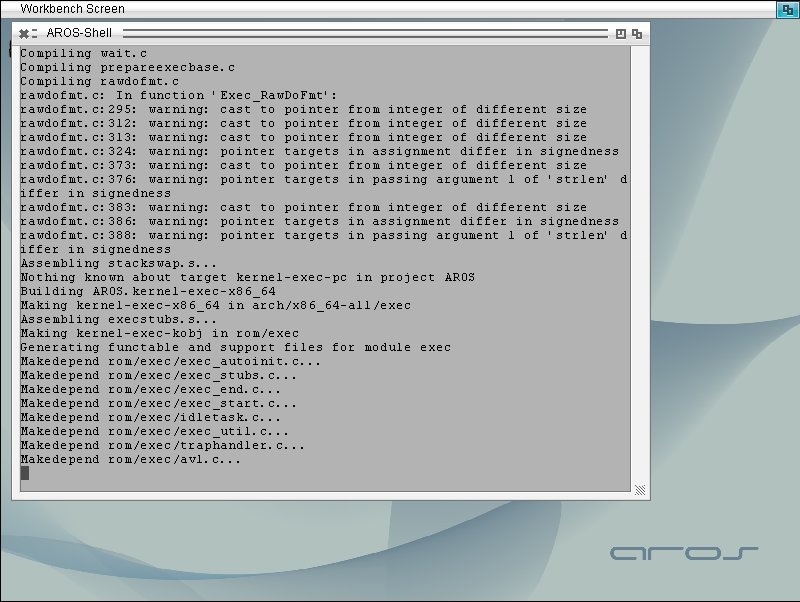 Workbench Screen
AROS-Shell
Compiling wait.c
Compiling prepareexecbase.c
Compiling rawdofmt.c
rawdofmt.c: In function 'Exec_RawDoFmt':
rawdofmt.c:295: warning: cast to pointer from integer of different size
rawdofmt.c:312: warning: cast to pointer from integer of different size
rawdofmt.c:313: warning: cast to pointer from integer of different size
rawdofmt.c:324: warning: pointer targets in assignment differ in signedness
rawdofmt.c:373: warning: cast to pointer from integer of different size
rawdofmt.c:376: warning: pointer targets in passing argument 1 of 'strlen' d
iffer in signedness
rawdofmt.c:383: warning: cast to pointer from integer of different size
rawdofmt.c:386: warning: pointer targets in assignment differ in signedness
rawdofmt.c:388: warning: pointer targets in passing argument 1 of 'strlen' d
iffer in signedness
Assembling stackswap.s...
Nothing known about target kernel-exec-pc in project AROS
Building AROS.kernel-exec-x86_64
Making kernel-exec-x86_64 in arch/x86_64-all/exec
Assembling execstubs.s...
Making kernel-exec-kobj in rom/exec
Generating functable and support files for module exec
Makedepend rom/exec/exec_autoinit.c...
Makedepend rom/exec/exec_stubs.c...
Makedepend rom/exec/exec_end.c...
Makedepend rom/exec/exec_start.c...
Makedepend rom/exec/idletask.c...
Makedepend rom/exec/exec_util.c...
Makedepend rom/exec/traphandler.c...
Makedepend rom/exec/avl.c...
aros